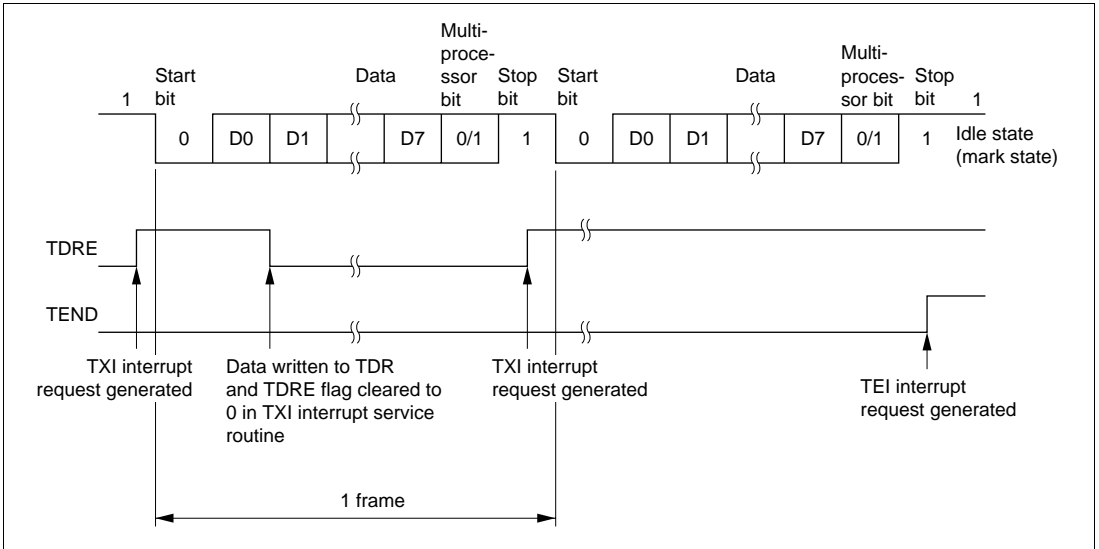 Multi-
proce-
ssor
bit
Start
bit
Data
Stop
bit
Start
bit
Data
Multi-
proces-
sor bit
Stop
bit
1
1
0
D0
D1
D7
0/1
1
0
D0
D1
D7
0/1
1
Idle state
(mark state)
TDRE
TEND
TXI interrupt
request generated
Data written to TDR
and TDRE flag cleared to
0 in TXI interrupt service
routine
TXI interrupt
request generated
TEI interrupt
request generated
1 frame